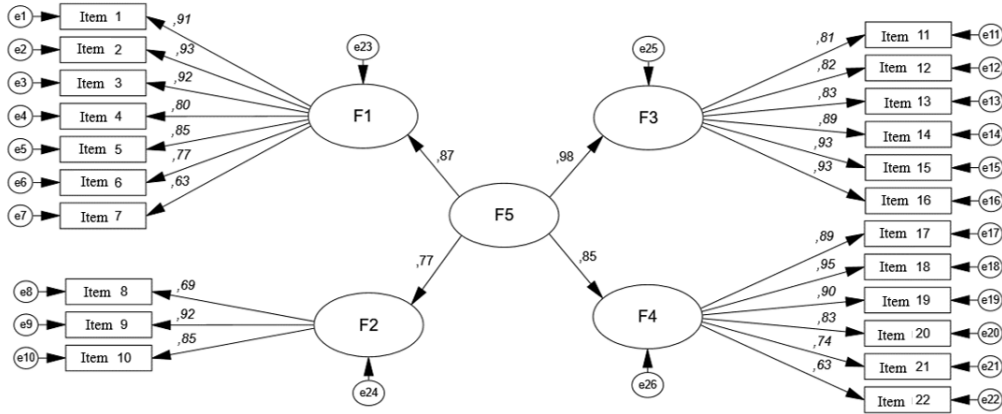 e1 Item 1 ,91
e2 Item 2 ,93
e3 Item 3 ,92
e4 Item 4 ,80
e5 Item 5 ,85
e6 Item 6 ,77
e7 Item 7 ,63
e23
F1
,87
e8 Item 8 ,69
e9 Item 9 ,92
e10 Item 10 ,85
F2
e24
,77
F5
e25
F3
,98
,81 Item 11 e11
,82 Item 12 e12
,83 Item 13 e13
,89 Item 14 e14
,93 Item 15 e15
,93 Item 16 e16
,85
F4
e26
,89 Item 17 e17
,95 Item 18 e18
,90 Item 19 e19
,83 Item 20 e20
,74 Item 21 e21
,63 Item 22 e22